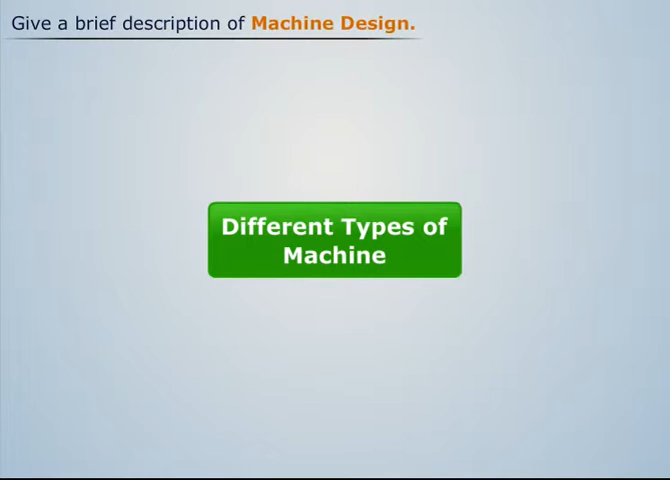 Give a brief description of Machine Design.
Different Types of
Machine